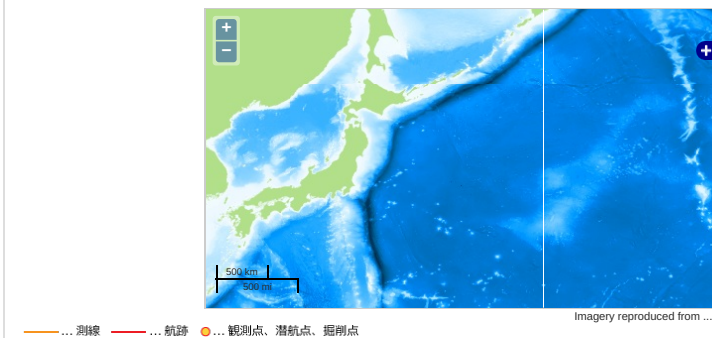 +
−
+
500 km
500 mi
Imagery reproduced from ...
... 測線 ... 航跡 ... 観測点、潜航点、掘削点